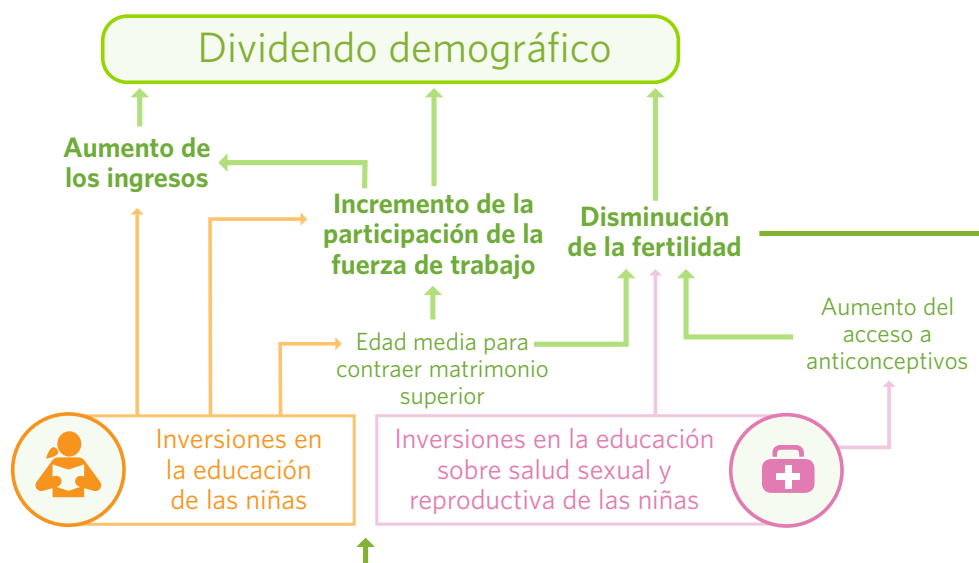 Dividendo demográfico
Aumento de
los ingresos
Incremento de la
participación de la
fuerza de trabajo
Disminución
de la fertilidad
Edad media para
contraer matrimonio
superior
Aumento del
acceso a
anticonceptivos
Inversiones en
la educación
de las niñas
Inversiones en la educación
sobre salud sexual y
reproductiva de las niñas